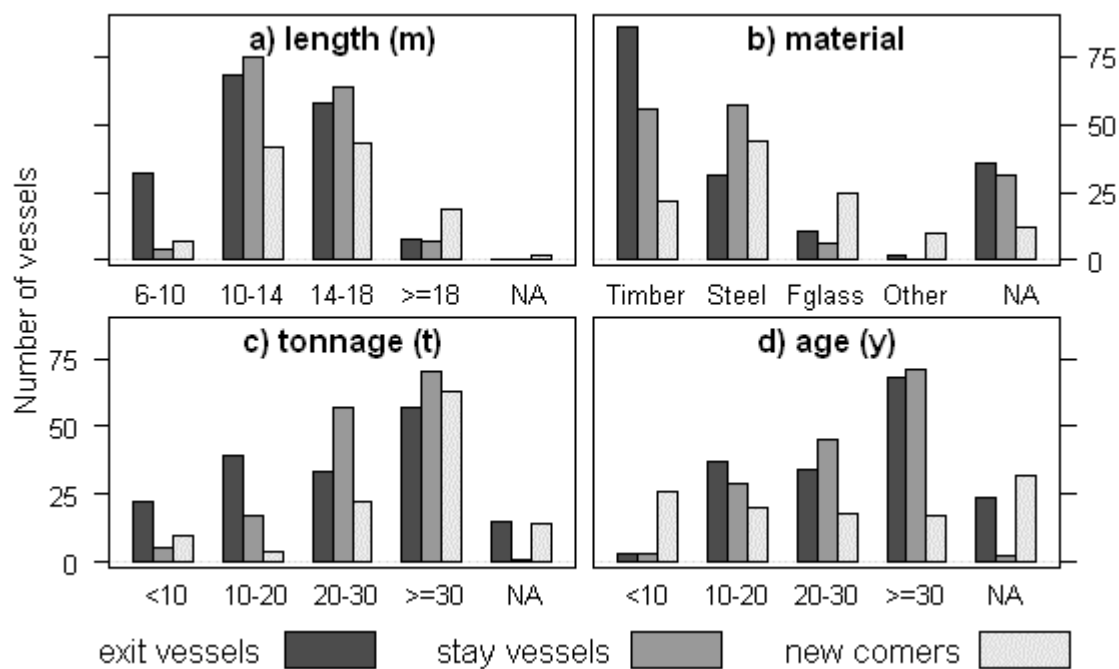 a) length (m)
b) material
75
50
25
0
6-10 10-14 14-18 >=18 NA
Timber Steel Fglass Other NA
Number of vessels
c) tonnage (t)
d) age (y)
75
50
25
0
<10 10-20 20-30 >=30 NA
<10 10-20 20-30 >=30 NA
exit vessels stay vessels new comers